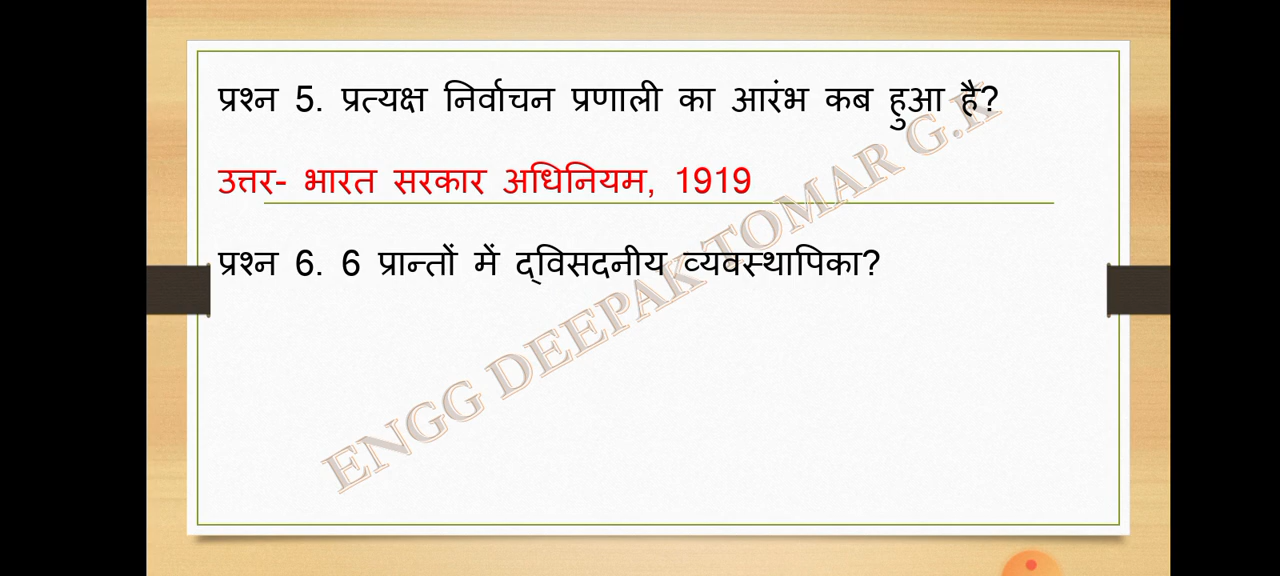 प्रश्न 5. प्रत्यक्ष निर्वाचन प्रणाली का आरंभ कब हुआ है?
उत्तर- भारत सरकार अधिनियम, 1919
प्रश्न 6. 6 प्रान्तों में द्विसदनीय व्यवस्थापिका?
ENGG DEEPAK TOMAR G.K